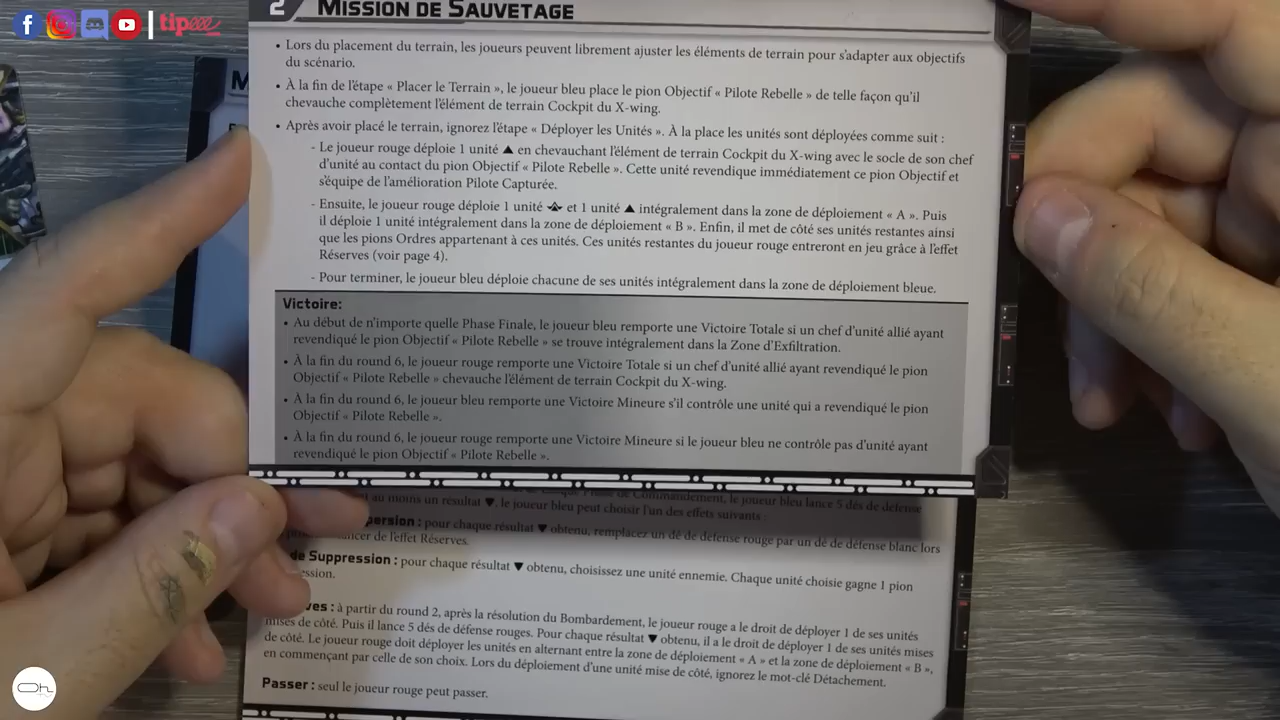 tipeee
2 MISSION DE SAUVETAGE
• Lors du placement du terrain, les joueurs peuvent librement ajuster les éléments de terrain pour s'adapter aux objectifs
du scénario.
• À la fin de l'étape « Placer le Terrain », le joueur bleu place le pion Objectif « Pilote Rebelle » de telle façon qu'il
chevauche complètement l'élément de terrain Cockpit du X-wing.
• Après avoir placé le terrain, ignorez l'étape « Déployer les Unités ». À la place les unités sont déployées comme suit :
- Le joueur rouge déploie 1 unité ▲ en chevauchant l'élément de terrain Cockpit du X-wing avec le socle de son chef
d'unité au contact du pion Objectif « Pilote Rebelle ». Cette unité revendique immédiatement ce pion Objectif et
s'équipe de l'amélioration Pilote Capturée.
- Ensuite, le joueur rouge déploie 1 unité et 1 unité ▲ intégralement dans la zone de déploiement « A ». Puis
il déploie 1 unité intégralement dans la zone de déploiement « B ». Enfin, il met de côté ses unités restantes ainsi
que les pions Ordres appartenant à ces unités. Ces unités restantes du joueur rouge entreront en jeu grâce à l'effet
Réserves (voir page 4).
- Pour terminer, le joueur bleu déploie chacune de ses unités intégralement dans la zone de déploiement bleue.
Victoire:
• Au début de n'importe quelle Phase Finale, le joueur bleu remporte une Victoire Totale si un chef d'unité allié ayant
revendiqué le pion Objectif « Pilote Rebelle » se trouve intégralement dans la Zone d'Exfiltration.
• À la fin du round 6, le joueur rouge remporte une Victoire Totale si un chef d'unité allié ayant revendiqué le pion
Objectif « Pilote Rebelle » chevauche l'élément de terrain Cockpit du X-wing.
• À la fin du round 6, le joueur bleu remporte une Victoire Mineure s'il contrôle une unité qui a revendiqué le pion
Objectif « Pilote Rebelle ».
• À la fin du round 6, le joueur rouge remporte une Victoire Mineure si le joueur bleu ne contrôle pas d'unité ayant
revendiqué le pion Objectif « Pilote Rebelle ».
Phase de Commandement, le joueur bleu lance 5 dés de défense
au moins un résultat ▼, le joueur bleu peut choisir l'un des effets suivants :
persion : pour chaque résultat ▼ obtenu, remplacez un dé de défense rouge par un dé de défense blanc lors
ncer de l'effet Réserves.
de Suppression : pour chaque résultat ▼ obtenu, choisissez une unité ennemie. Chaque unité choisie gagne 1 pion
ession.
ves : à partir du round 2, après la résolution du Bombardement, le joueur rouge a le droit de déployer 1 de ses unités
mises de côté. Puis il lance 5 dés de défense rouges. Pour chaque résultat ▼ obtenu, il a le droit de déployer 1 de ses unités mises
de côté. Le joueur rouge doit déployer les unités en alternant entre la zone de déploiement « A » et la zone de déploiement « B »,
en commençant par celle de son choix. Lors du déploiement d'une unité mise de côté, ignorez le mot-clé Détachement.
Passer : seul le joueur rouge peut passer.